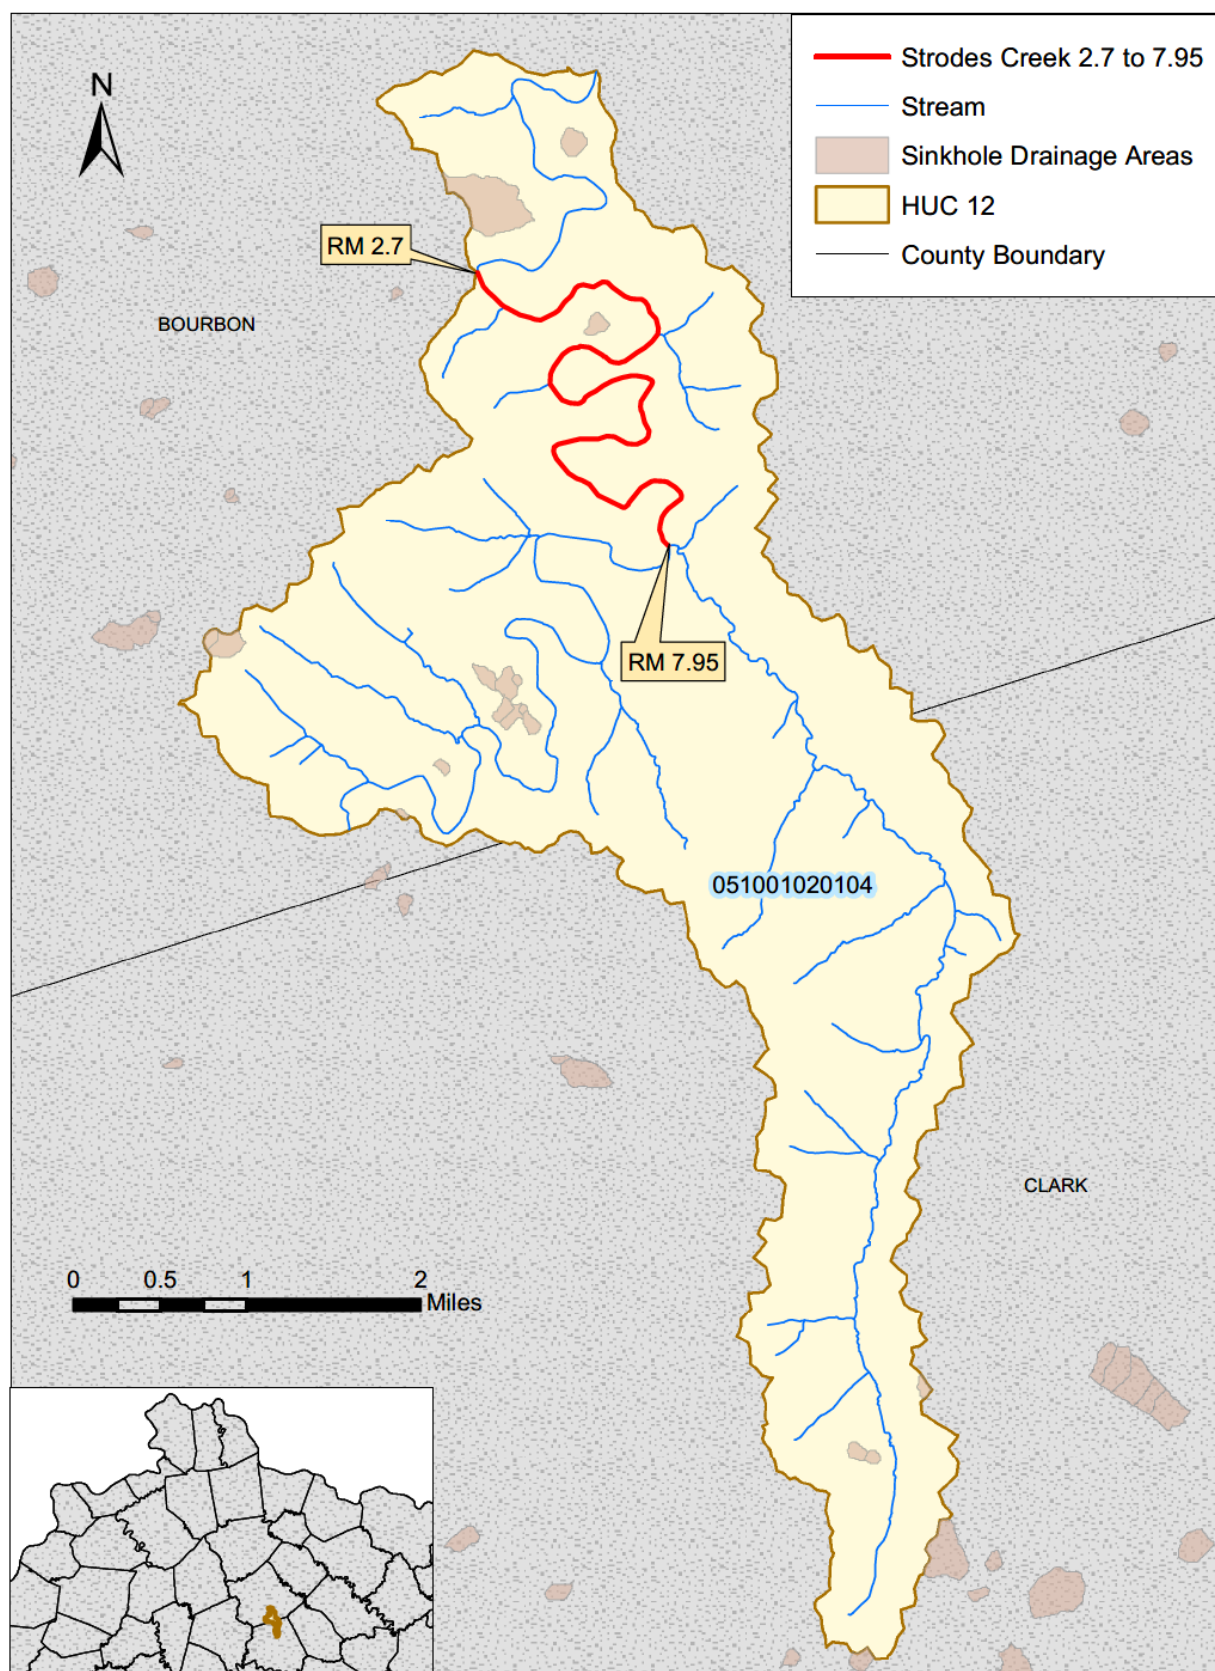 N
Strodes Creek 2.7 to 7.95
Stream
Sinkhole Drainage Areas
HUC 12
County Boundary
RM 2.7
BOURBON
RM 7.95
051001020104
CLARK
0 0.5 1 2
Miles